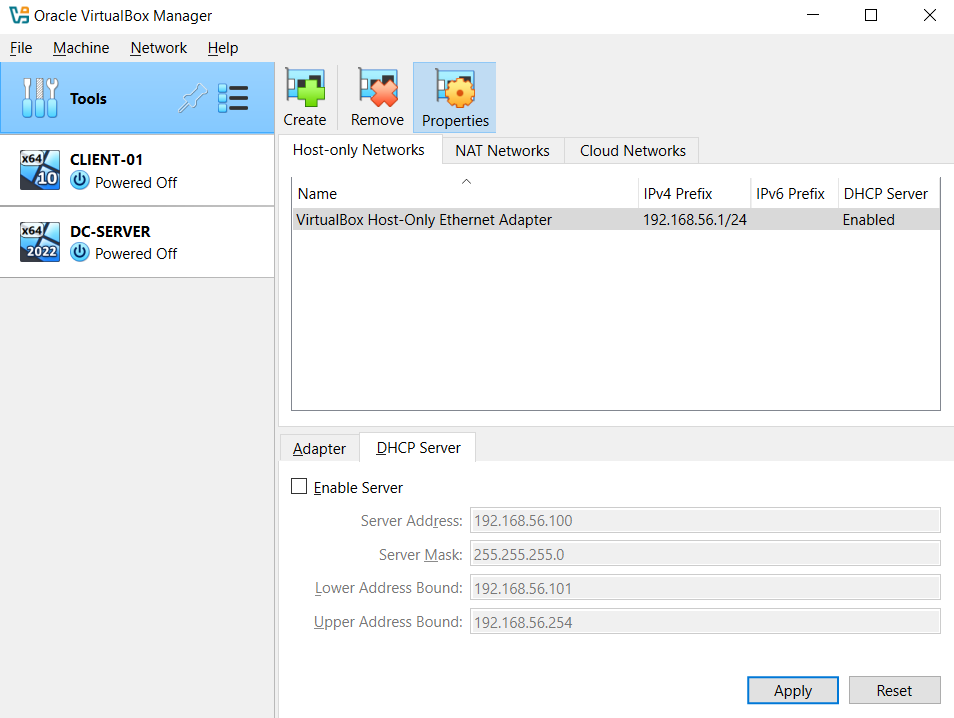 Oracle VirtualBox Manager
File Machine Network Help
Tools
Create Remove Properties
x64 10 CLIENT-01
Powered Off
x64 2022 DC-SERVER
Powered Off
Host-only Networks NAT Networks Cloud Networks
Name IPv4 Prefix IPv6 Prefix DHCP Server
VirtualBox Host-Only Ethernet Adapter 192.168.56.1/24 Enabled
Adapter DHCP Server
Enable Server
Server Address: 192.168.56.100
Server Mask: 255.255.255.0
Lower Address Bound: 192.168.56.101
Upper Address Bound: 192.168.56.254
Apply Reset